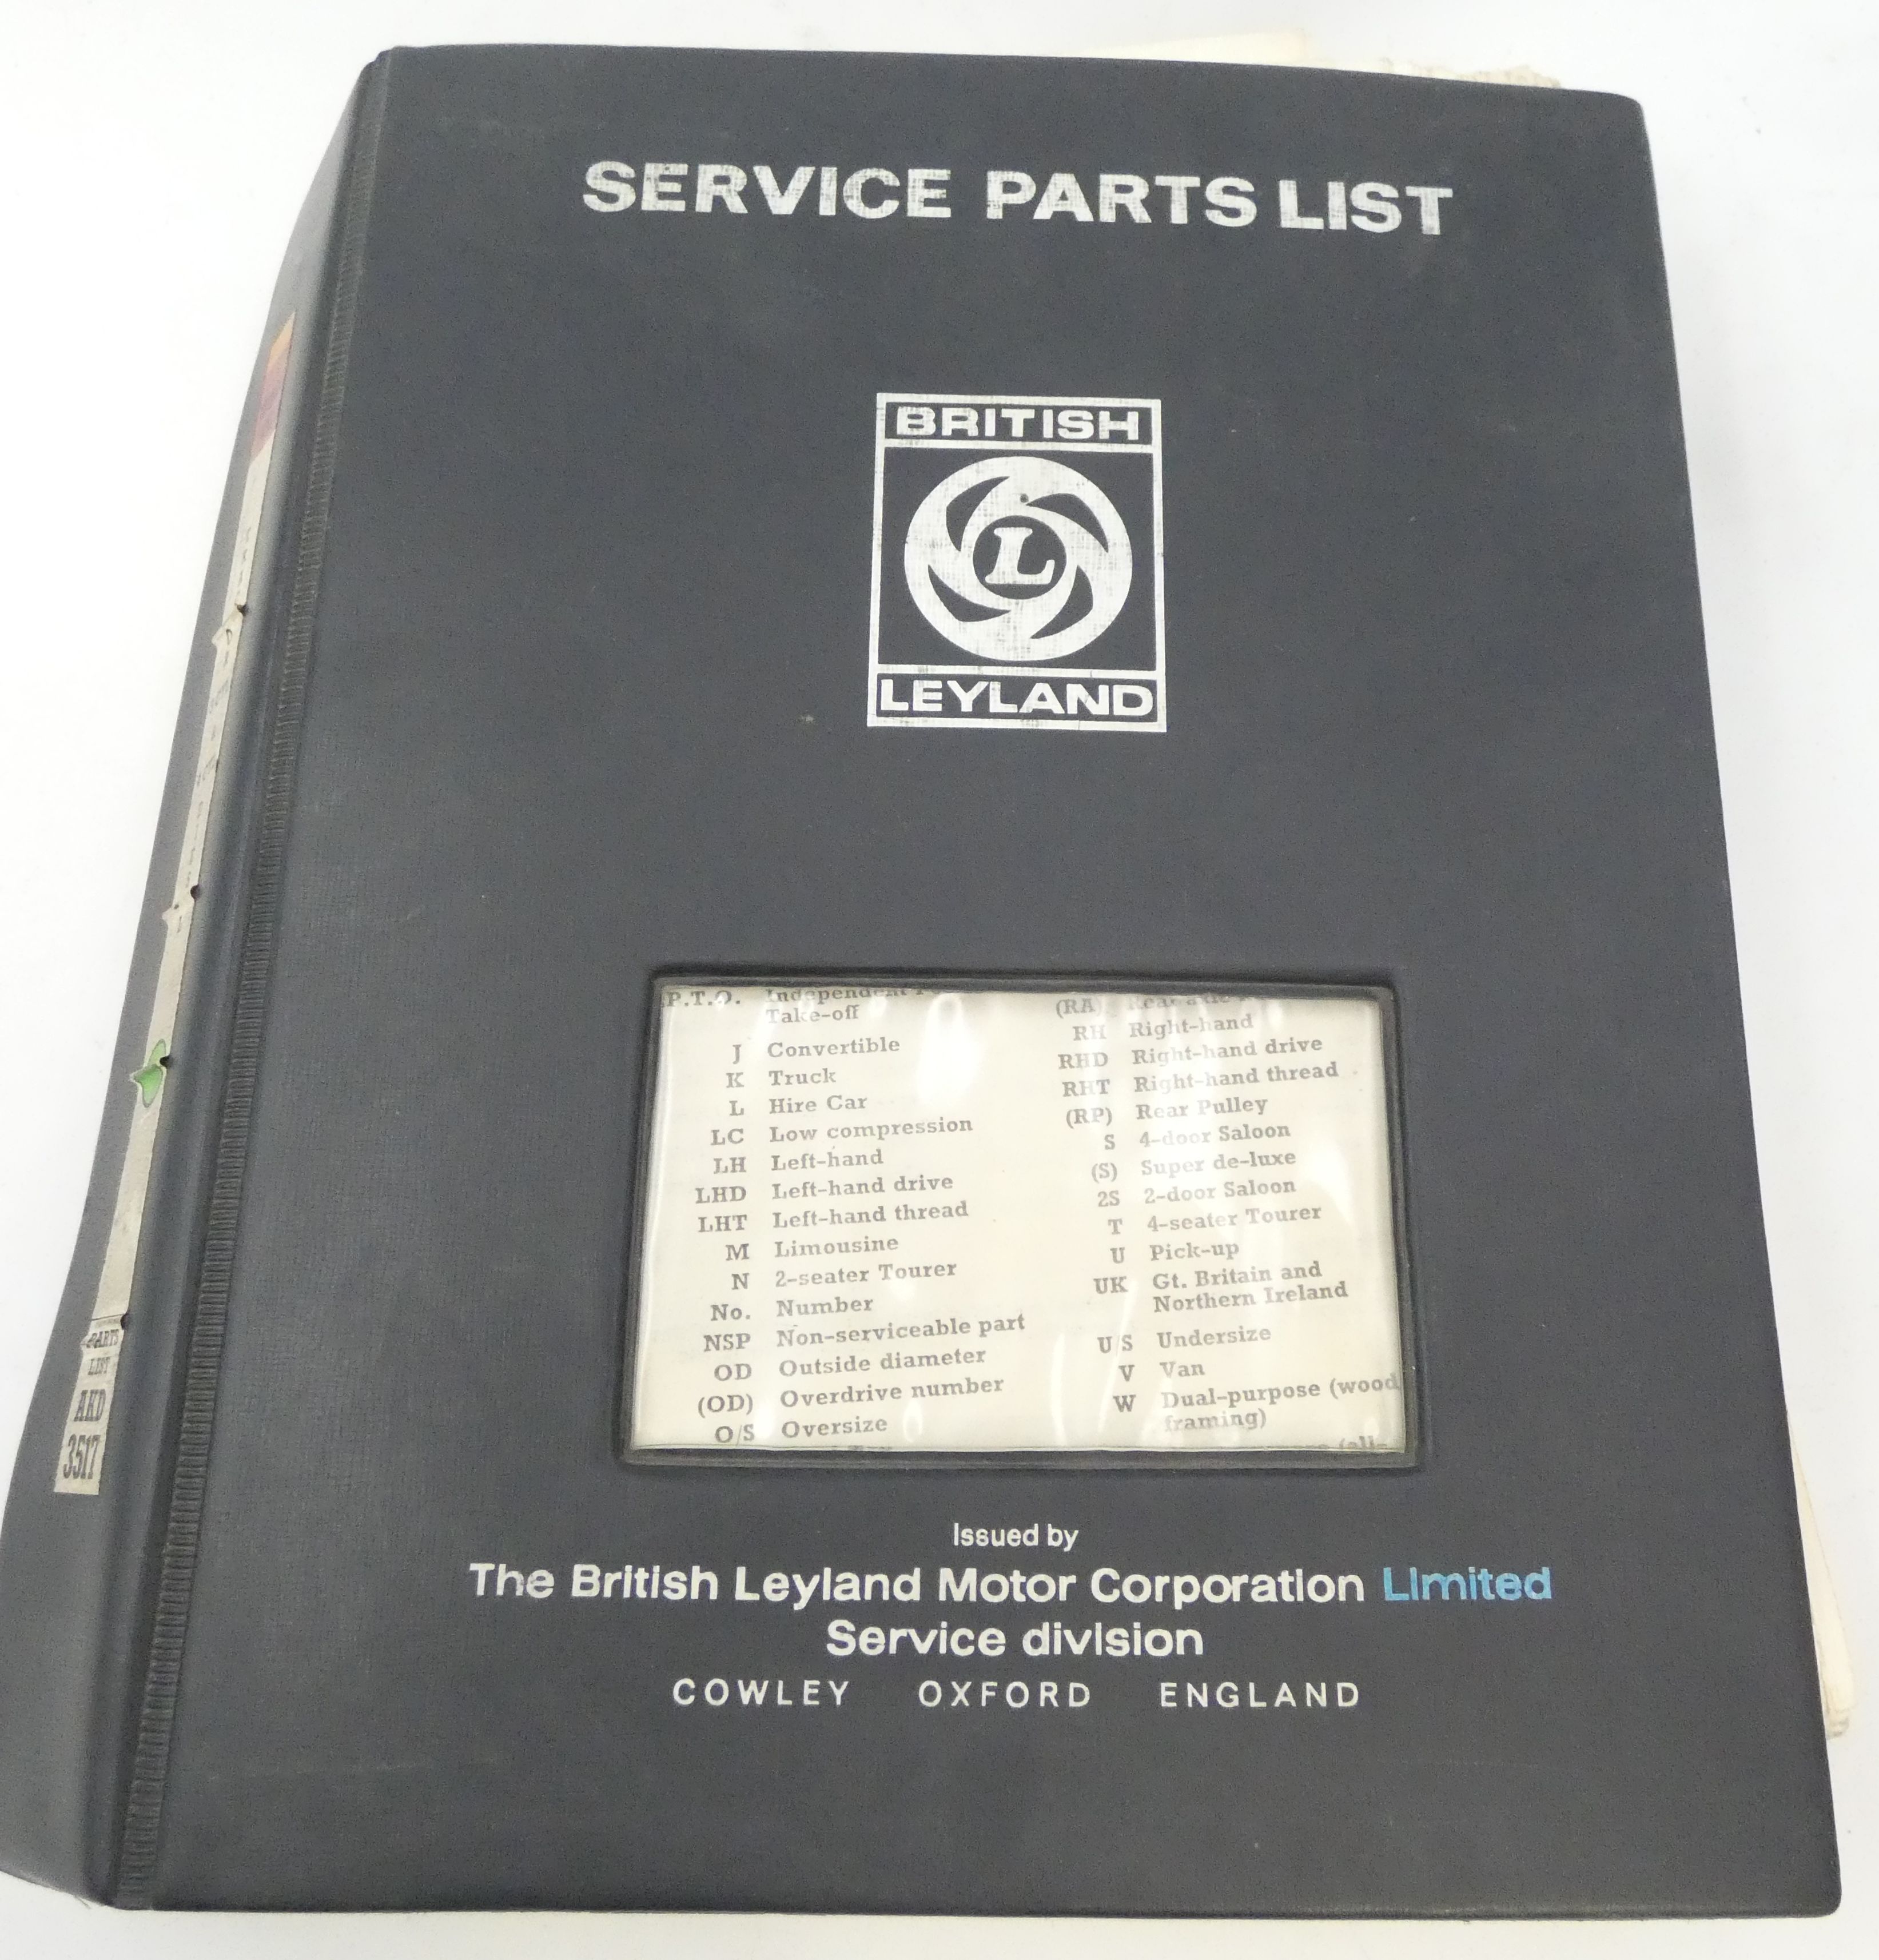 SERVICE PARTS LIST
BRITISH
L
LEYLAND
P.T.O. Independent
Take-off
J Convertible
K Truck
L Hire Car
LC Low compression
LH Left-hand
LHD Left-hand drive
LHT Left-hand thread
M Limousine
N 2-seater Tourer
No. Number
NSP Non-serviceable part
OD Outside diameter
(OD) Overdrive number
O/S Oversize
(RA) Rear axle
RH Right-hand
RHD Right-hand drive
RHT Right-hand thread
(RP) Rear Pulley
S 4-door Saloon
(S) Super de-luxe
2S 2-door Saloon
T 4-seater Tourer
U Pick-up
UK Gt. Britain and
Northern Ireland
U/S Undersize
V Van
W Dual-purpose (wood
framing)
Issued by
The British Leyland Motor Corporation Limited
Service division
COWLEY OXFORD ENGLAND
PARTS
LIST
AKD
3517